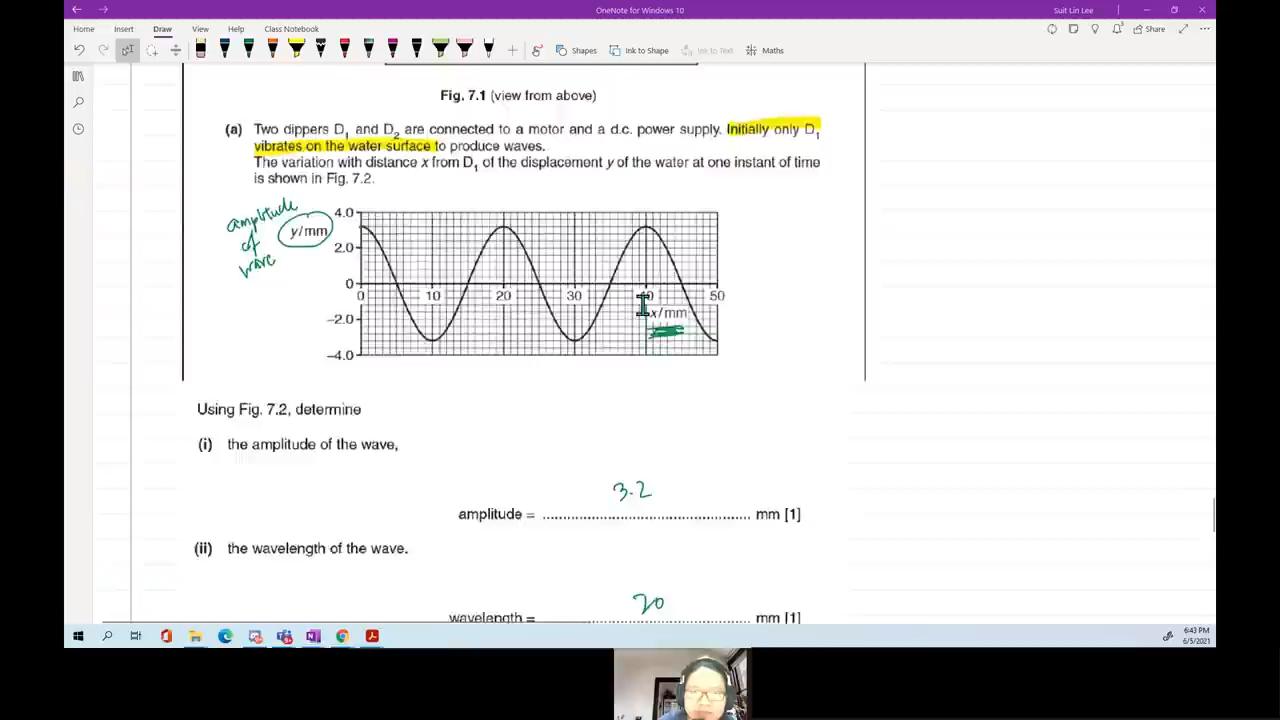 OneNote for Windows 10
Suit Lin Lee
Home Insert Draw View Help Class Notebook
Share
Shapes Ink to Shape Ink to Text Maths
Fig. 7.1 (view from above)
(a) Two dippers D1 and D2 are connected to a motor and a d.c. power supply. Initially only D1
vibrates on the water surface to produce waves.
The variation with distance x from D1 of the displacement y of the water at one instant of time
is shown in Fig. 7.2.
amplitude
of
wave
y/mm
4.0
2.0
0
−2.0
−4.0
0 10 20 30 40 50
x/mm
Using Fig. 7.2, determine
(i) the amplitude of the wave,
3.2
amplitude = .................................................. mm [1]
(ii) the wavelength of the wave.
20
wavelength = .................................................. mm [1]
6:43 PM
6/5/2021